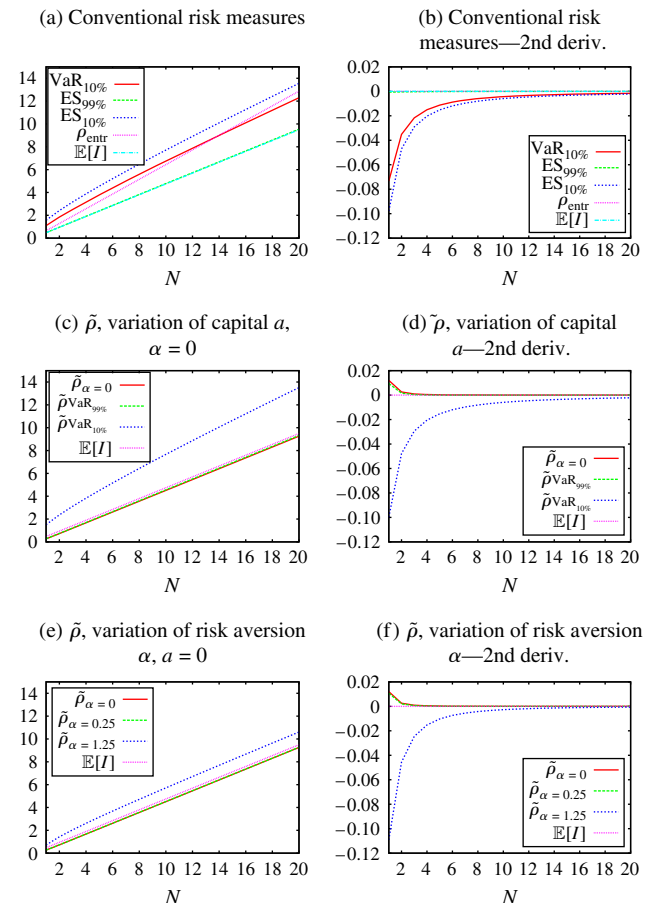 (a) Conventional risk measures
14
12
10
8
6
4
2
0
VaR10%
ES99%
ES10%
ρentr
𝔼[I]
2 4 6 8 10 12 14 16 18 20
N
(b) Conventional risk
measures—2nd deriv.
0.02
0
−0.02
−0.04
−0.06
−0.08
−0.10
−0.12
VaR10%
ES99%
ES10%
ρentr
𝔼[I]
2 4 6 8 10 12 14 16 18 20
N
(c) ρ̃, variation of capital a,
α = 0
14
12
10
8
6
4
2
0
ρ̃α = 0
ρ̃VaR99%
ρ̃VaR10%
𝔼[I]
2 4 6 8 10 12 14 16 18 20
N
(d) ˜ρ, variation of capital
a—2nd deriv.
0.02
0
−0.02
−0.04
−0.06
−0.08
−0.10
−0.12
ρ̃α = 0
ρ̃VaR99%
ρ̃VaR10%
𝔼[I]
2 4 6 8 10 12 14 16 18 20
N
(e) ρ̃, variation of risk aversion
α, a = 0
14
12
10
8
6
4
2
0
ρ̃α = 0
ρ̃α = 0.25
ρ̃α = 1.25
𝔼[I]
2 4 6 8 10 12 14 16 18 20
N
(f) ρ̃, variation of risk aversion
α—2nd deriv.
0.02
0
−0.02
−0.04
−0.06
−0.08
−0.10
−0.12
ρ̃α = 0
ρ̃α = 0.25
ρ̃α = 1.25
𝔼[I]
2 4 6 8 10 12 14 16 18 20
N